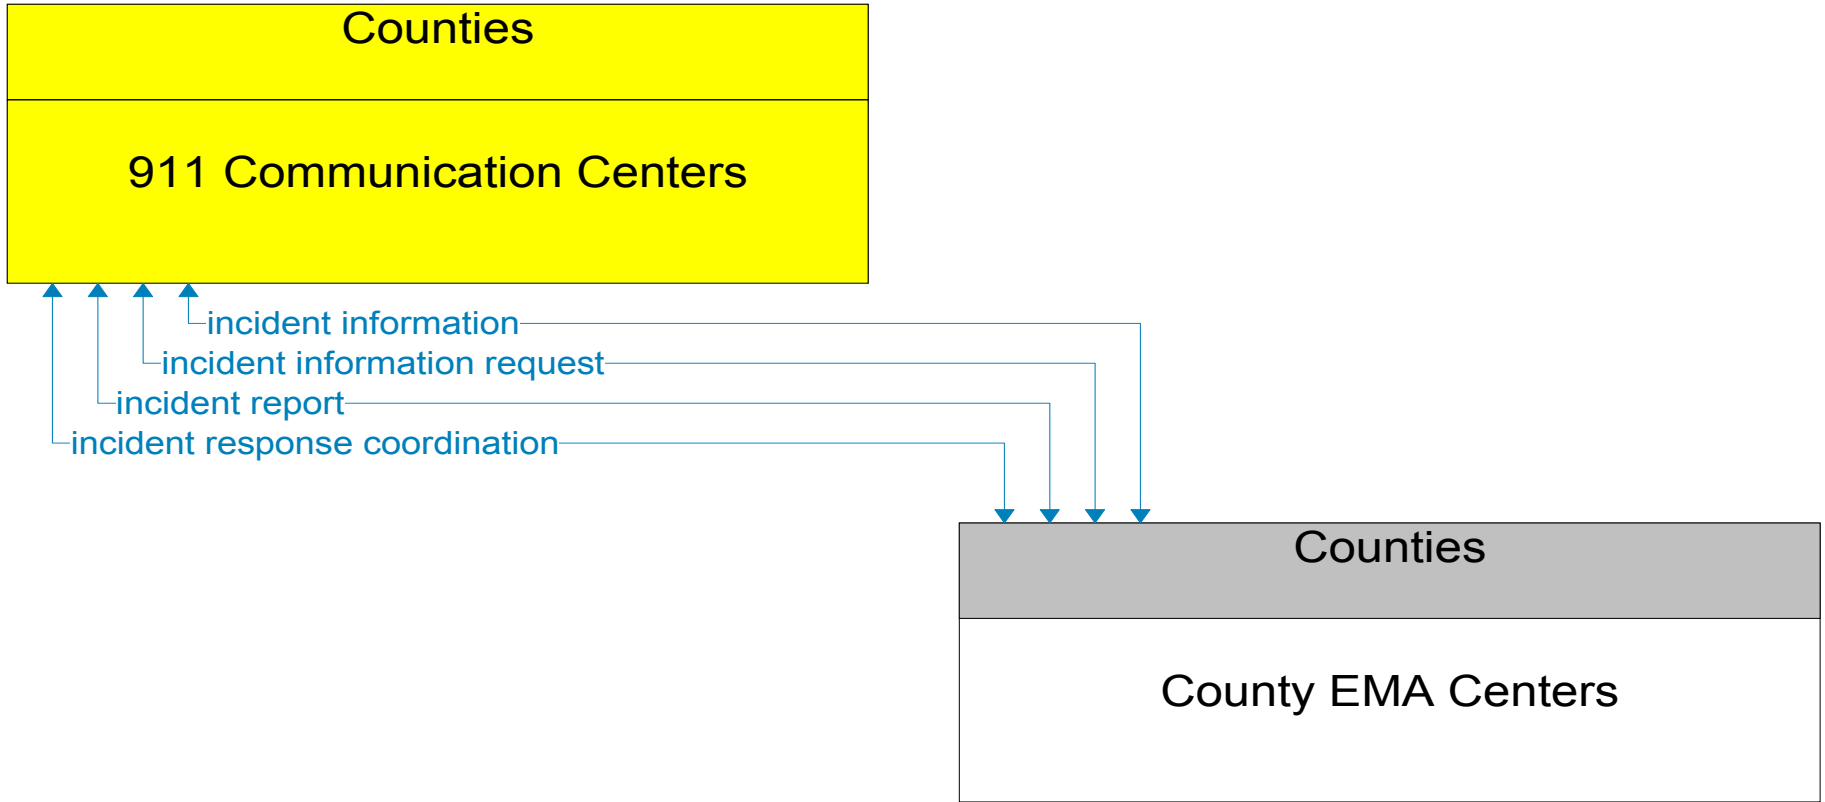 Counties
911 Communication Centers
incident information
incident information request
incident report
incident response coordination
Counties
County EMA Centers